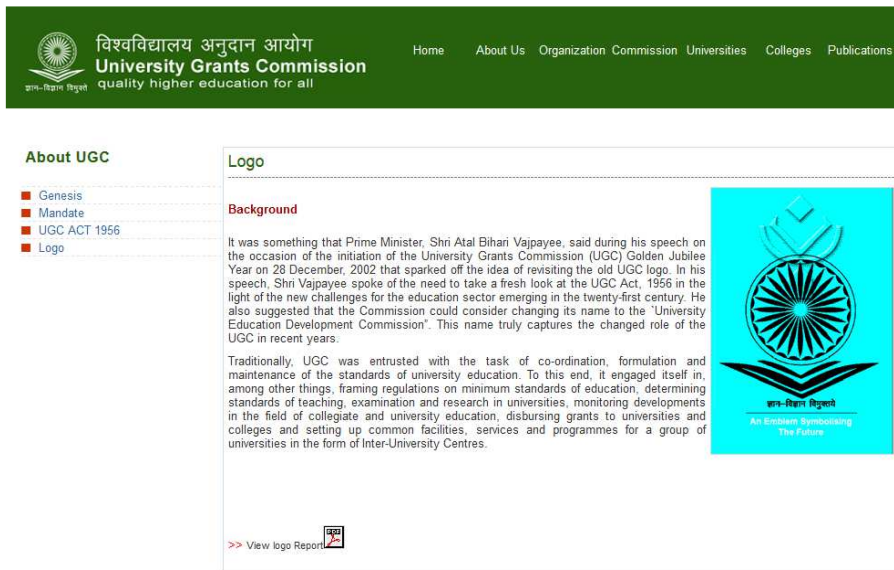 विश्वविद्यालय अनुदान आयोग
University Grants Commission
quality higher education for all
ज्ञान-विज्ञान विमुक्तये
Home About Us Organization Commission Universities Colleges Publications
About UGC
Genesis
Mandate
UGC ACT 1956
Logo
Logo
Background
It was something that Prime Minister, Shri Atal Bihari Vajpayee, said during his speech on
the occasion of the initiation of the University Grants Commission (UGC) Golden Jubilee
Year on 28 December, 2002 that sparked off the idea of revisiting the old UGC logo. In his
speech, Shri Vajpayee spoke of the need to take a fresh look at the UGC Act, 1956 in the
light of the new challenges for the education sector emerging in the twenty-first century. He
also suggested that the Commission could consider changing its name to the `University
Education Development Commission”. This name truly captures the changed role of the
UGC in recent years.
Traditionally, UGC was entrusted with the task of co-ordination, formulation and
maintenance of the standards of university education. To this end, it engaged itself in,
among other things, framing regulations on minimum standards of education, determining
standards of teaching, examination and research in universities, monitoring developments
in the field of collegiate and university education, disbursing grants to universities and
colleges and setting up common facilities, services and programmes for a group of
universities in the form of Inter-University Centres.
ज्ञान-विज्ञान विमुक्तये
An Emblem Symbolising
The Future
>> View logo Report